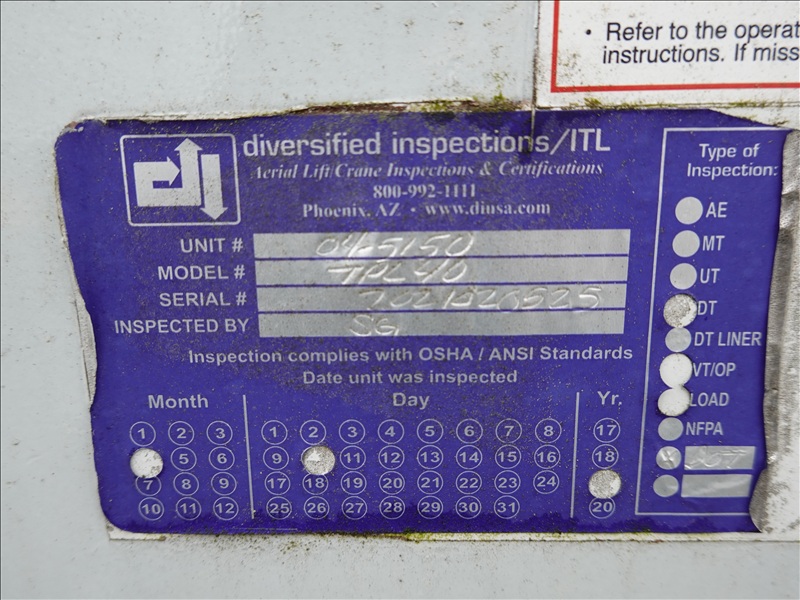 • Refer to the operat
instructions. If miss
dj
diversified inspections/ITL
Aerial Lift/Crane Inspections & Certifications
800-992-1111
Phoenix, AZ • www.diusa.com
UNIT #
MODEL # TPL40
SERIAL #
INSPECTED BY SG
Inspection complies with OSHA / ANSI Standards
Date unit was inspected
Month Day Yr.
1 2 3 1 2 3 4 5 6 7 8 17
5 6 9 11 12 13 14 15 16 18
7 8 9 17 18 19 20 21 22 23 24
10 11 12 25 26 27 28 29 30 31 20
Type of
Inspection:
AE
MT
UT
DT
DT LINER
VT/OP
LOAD
NFPA